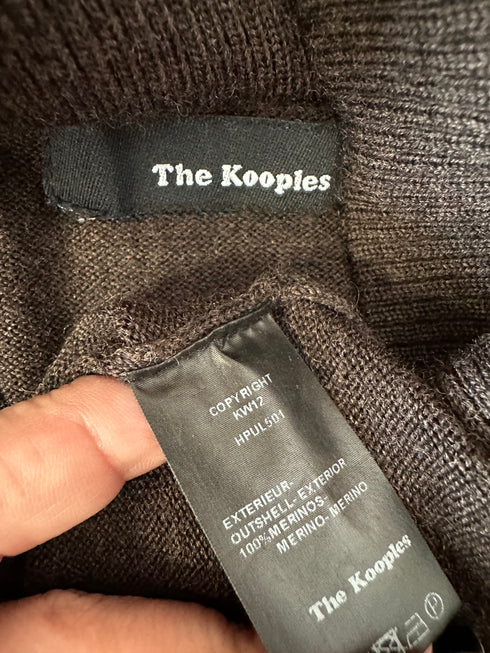 The Kooples
COPYRIGHT
KW12
HPUL501
EXTERIEUR-
OUTSHELL- EXTERIOR
100%MERINOS-
MERINO- MERINO
The Kooples
P